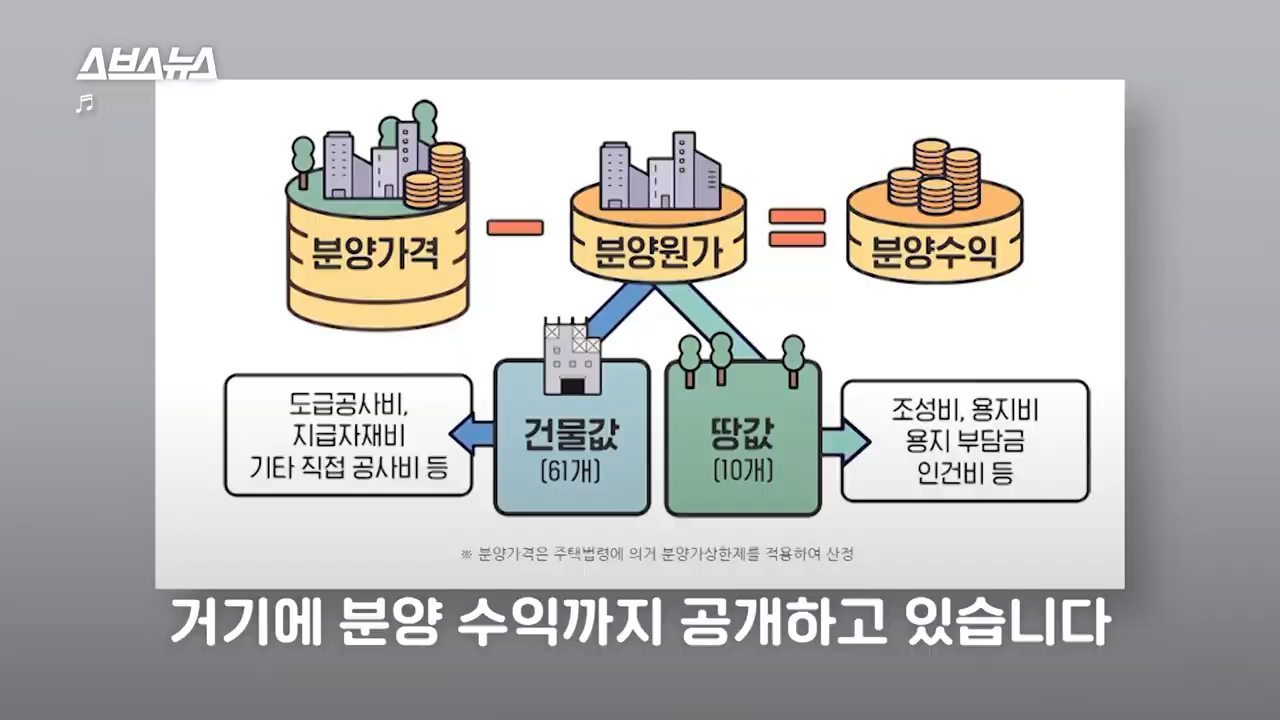 스브스뉴스
분양가격
분양원가
분양수익
도급공사비,
지급자재비
기타 직접 공사비 등
건물값
(61개)
땅값
(10개)
조성비, 용지비
용지 부담금
인건비 등
※ 분양가격은 주택법령에 의거 분양가상한제를 적용하여 산정
거기에 분양 수익까지 공개하고 있습니다